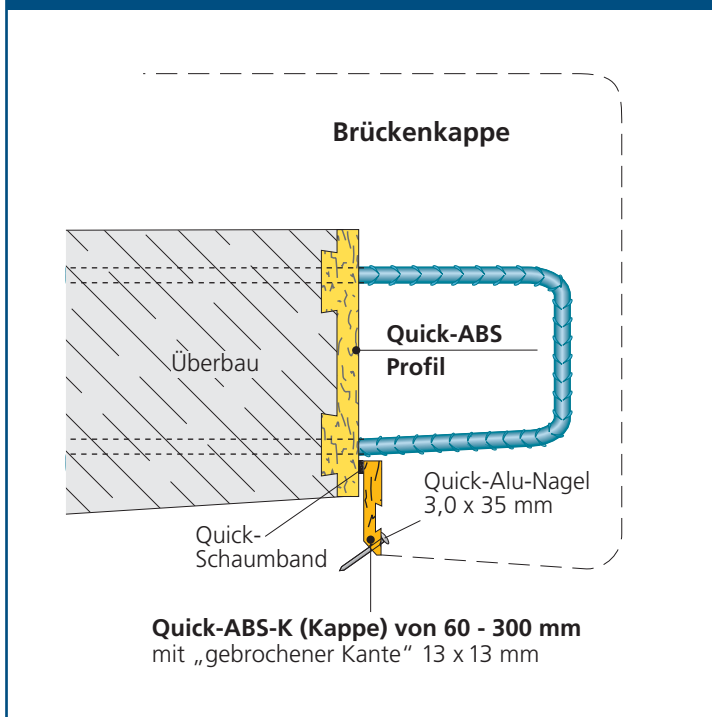 Brückenkappe
Quick-ABS
Profil
Überbau
Quick-Alu-Nagel
3,0 x 35 mm
Quick-
Schaumband
Quick-ABS-K (Kappe) von 60 - 300 mm
mit „gebrochener Kante“ 13 x 13 mm